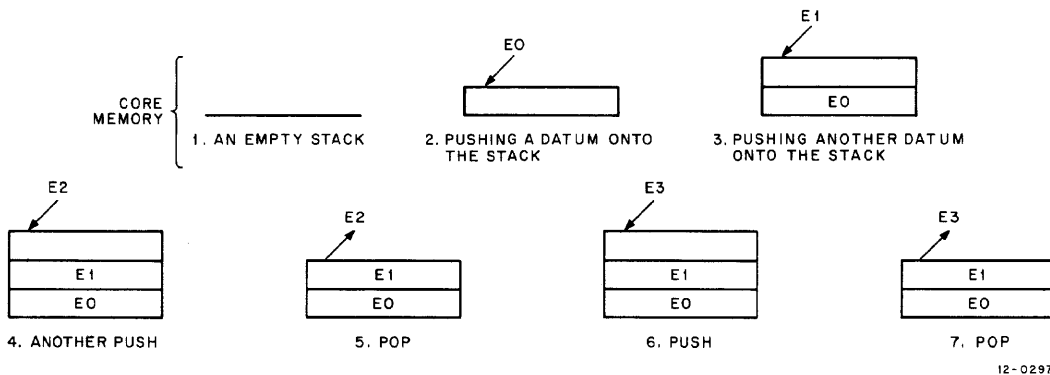 CORE
MEMORY
1. AN EMPTY STACK
E0
2. PUSHING A DATUM ONTO
THE STACK
E1
E0
3. PUSHING ANOTHER DATUM
ONTO THE STACK
E2
E1
E0
4. ANOTHER PUSH
E2
E1
E0
5. POP
E3
E1
E0
6. PUSH
E3
E1
E0
7. POP
12-0297